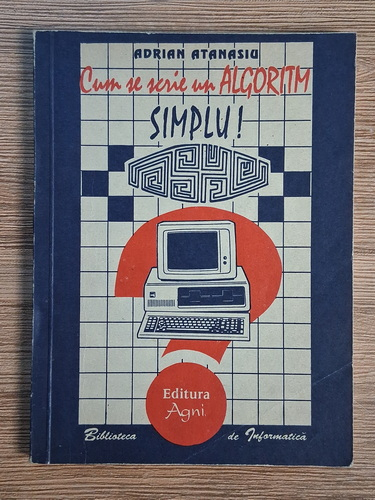 ADRIAN ATANASIU
Cum se scrie un ALGORITM
SIMPLU!
Editura
Agni
Biblioteca de Informatică